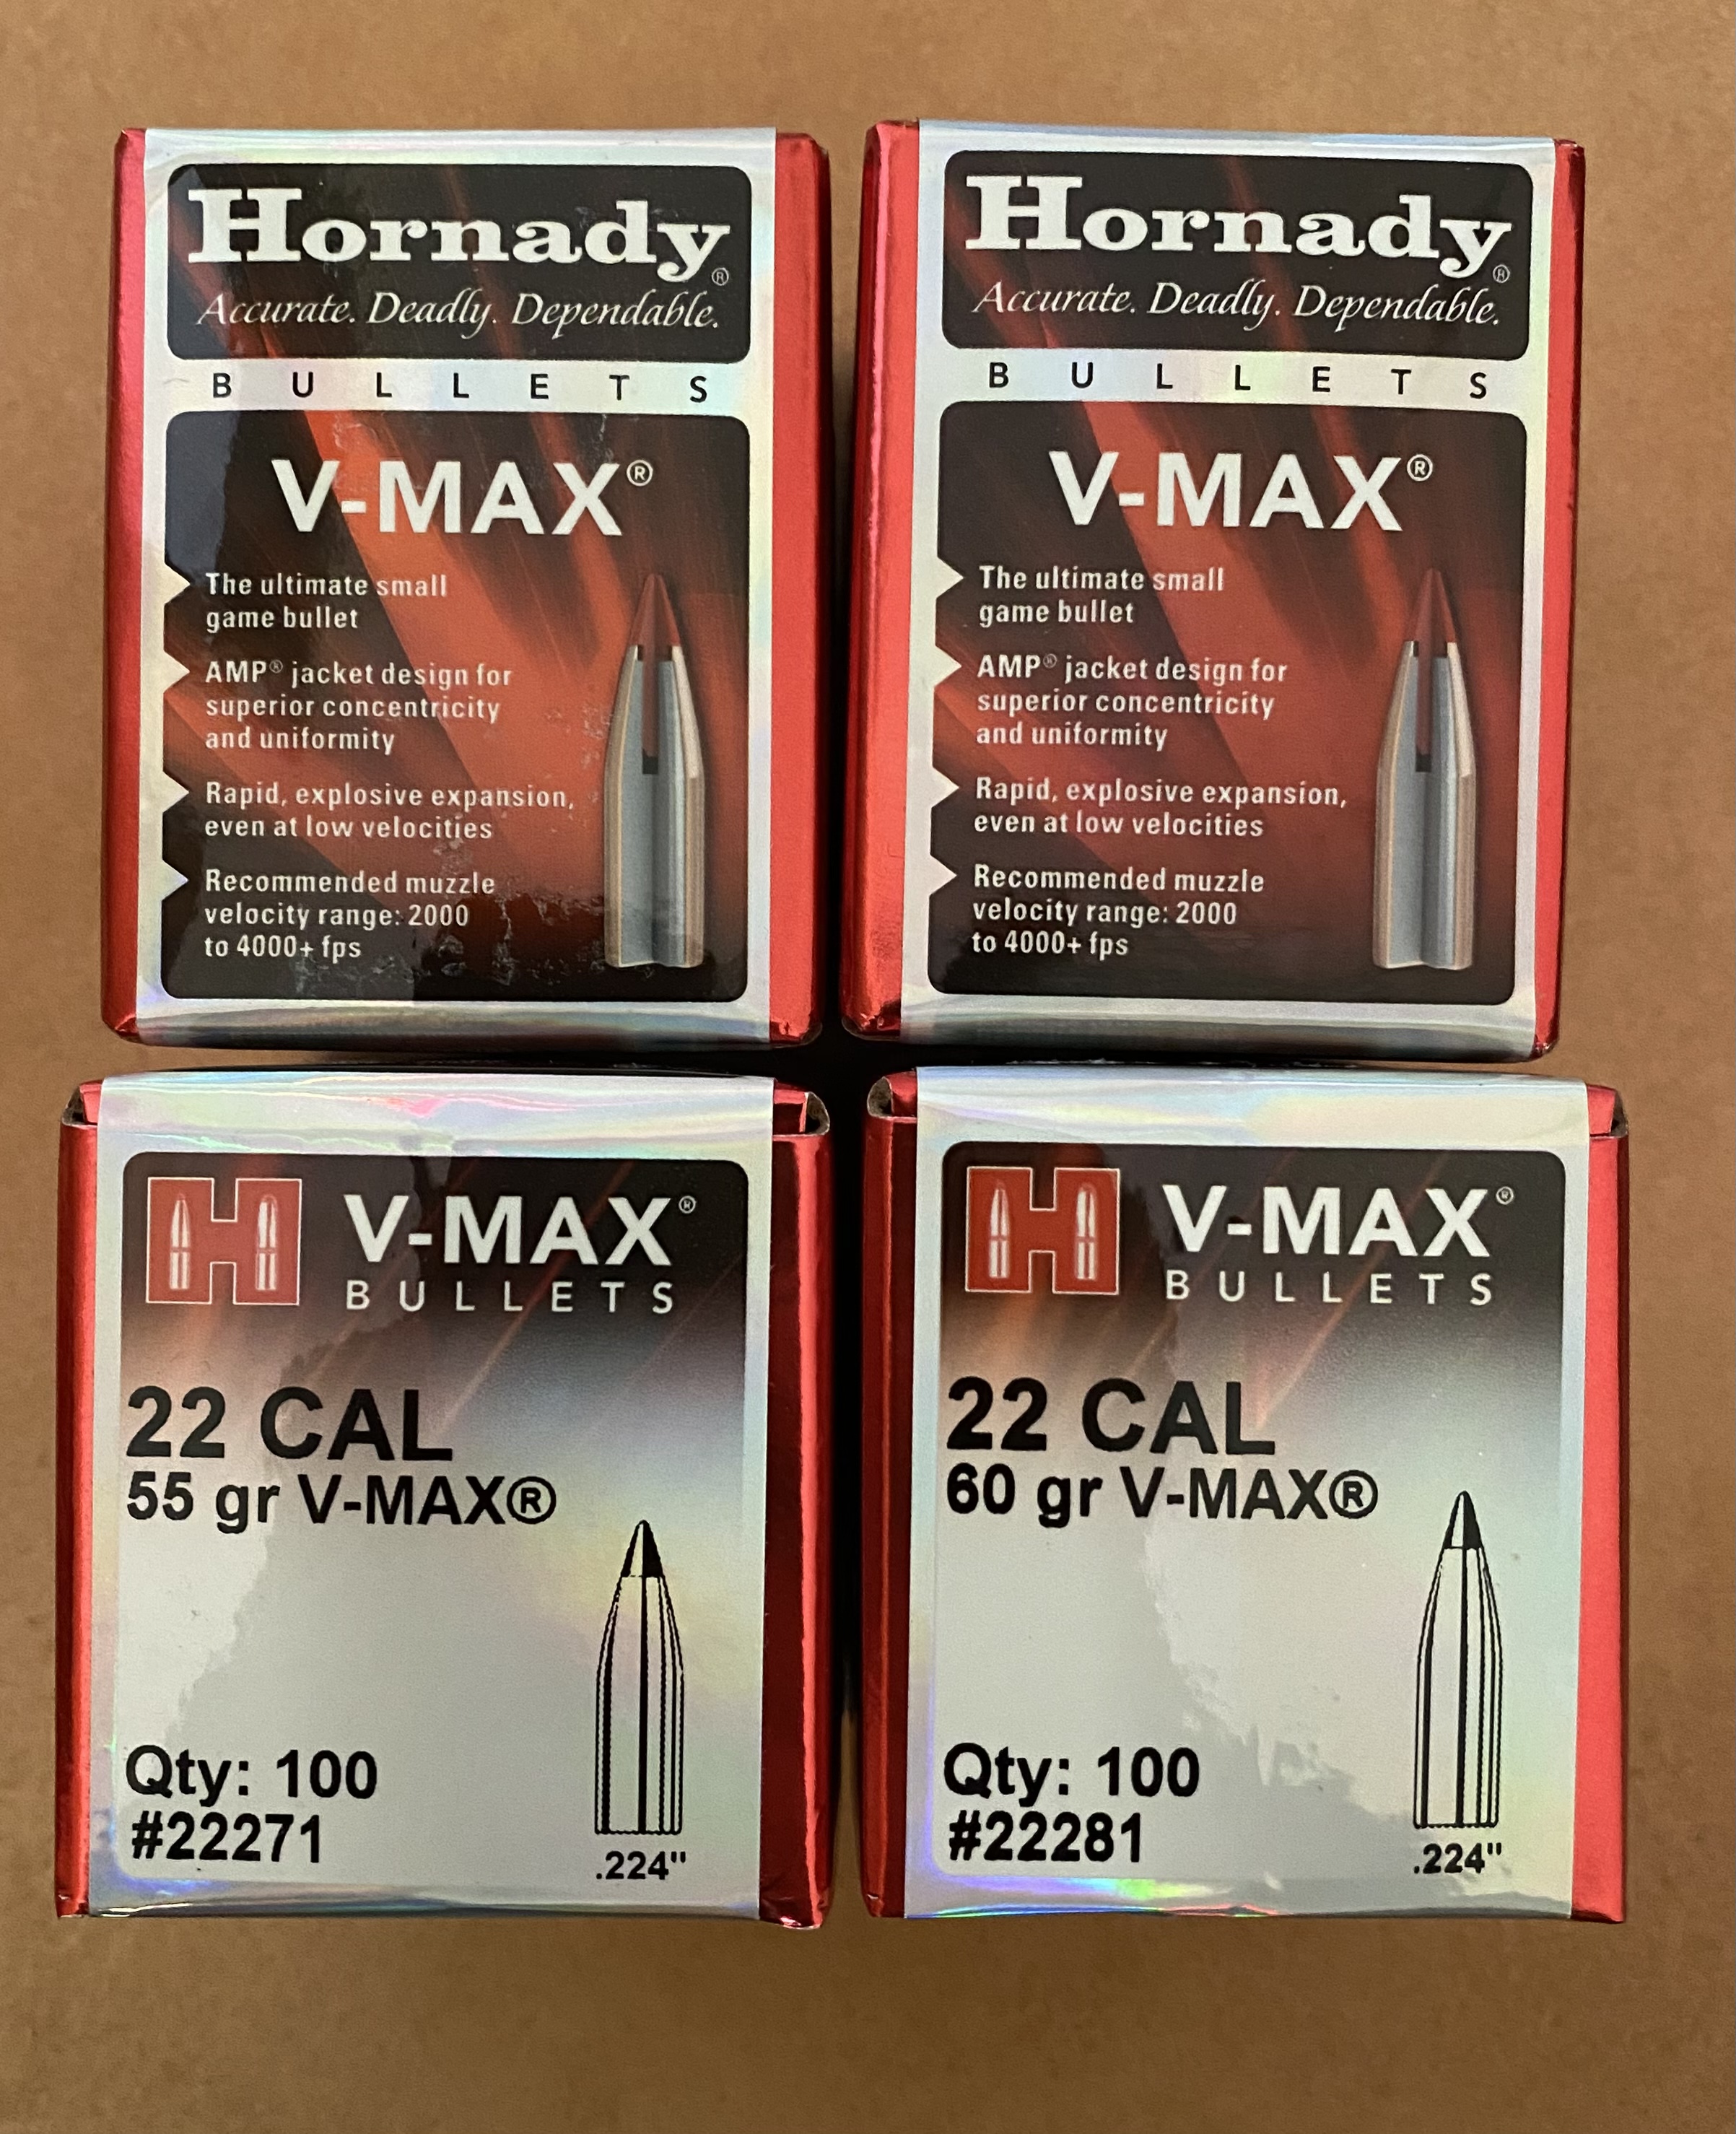 Hornady®
Accurate. Deadly. Dependable.
BULLETS
V-MAX®
The ultimate small
game bullet
AMP® jacket design for
superior concentricity
and uniformity
Rapid, explosive expansion,
even at low velocities
Recommended muzzle
velocity range: 2000
to 4000+ fps
Hornady®
Accurate. Deadly. Dependable.
BULLETS
V-MAX®
The ultimate small
game bullet
AMP® jacket design for
superior concentricity
and uniformity
Rapid, explosive expansion,
even at low velocities
Recommended muzzle
velocity range: 2000
to 4000+ fps
H V-MAX®
BULLETS
22 CAL
55 gr V-MAX®
Qty: 100
#22271
.224"
H V-MAX®
BULLETS
22 CAL
60 gr V-MAX®
Qty: 100
#22281
.224"